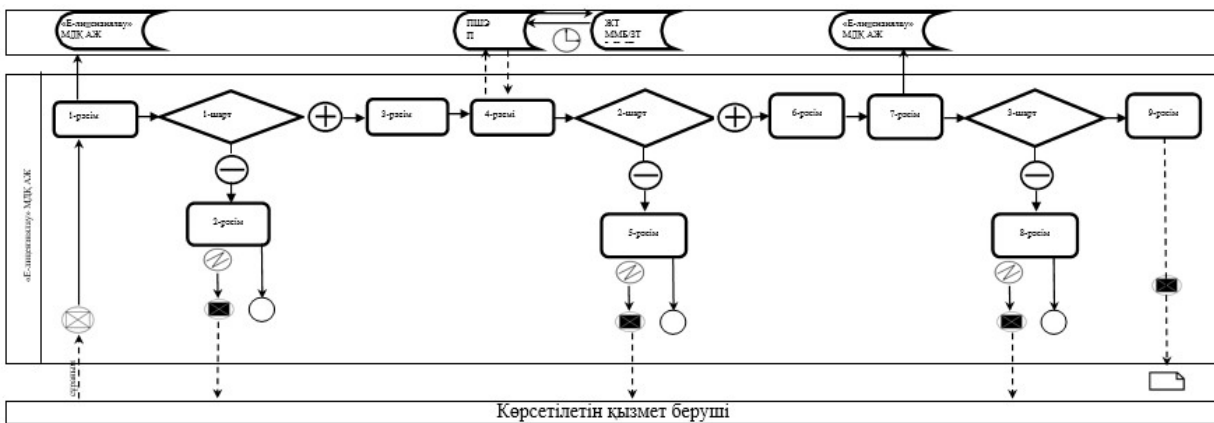 «Е-лицензиялау»
МДҚ АЖ
ПШЭ
П
ЖТ
ММБ/ЗТ
«Е-лицензиялау»
МДҚ АЖ
1-рәсім
1-шарт
3-рәсім
4-рәсімі
2-шарт
6-рәсім
7-рәсім
3-шарт
9-рәсім
2-рәсім
5-рәсім
8-рәсім
«Е-лицензиялау» МДҚ АЖ
сұраныс
Көрсетілетін қызмет беруші